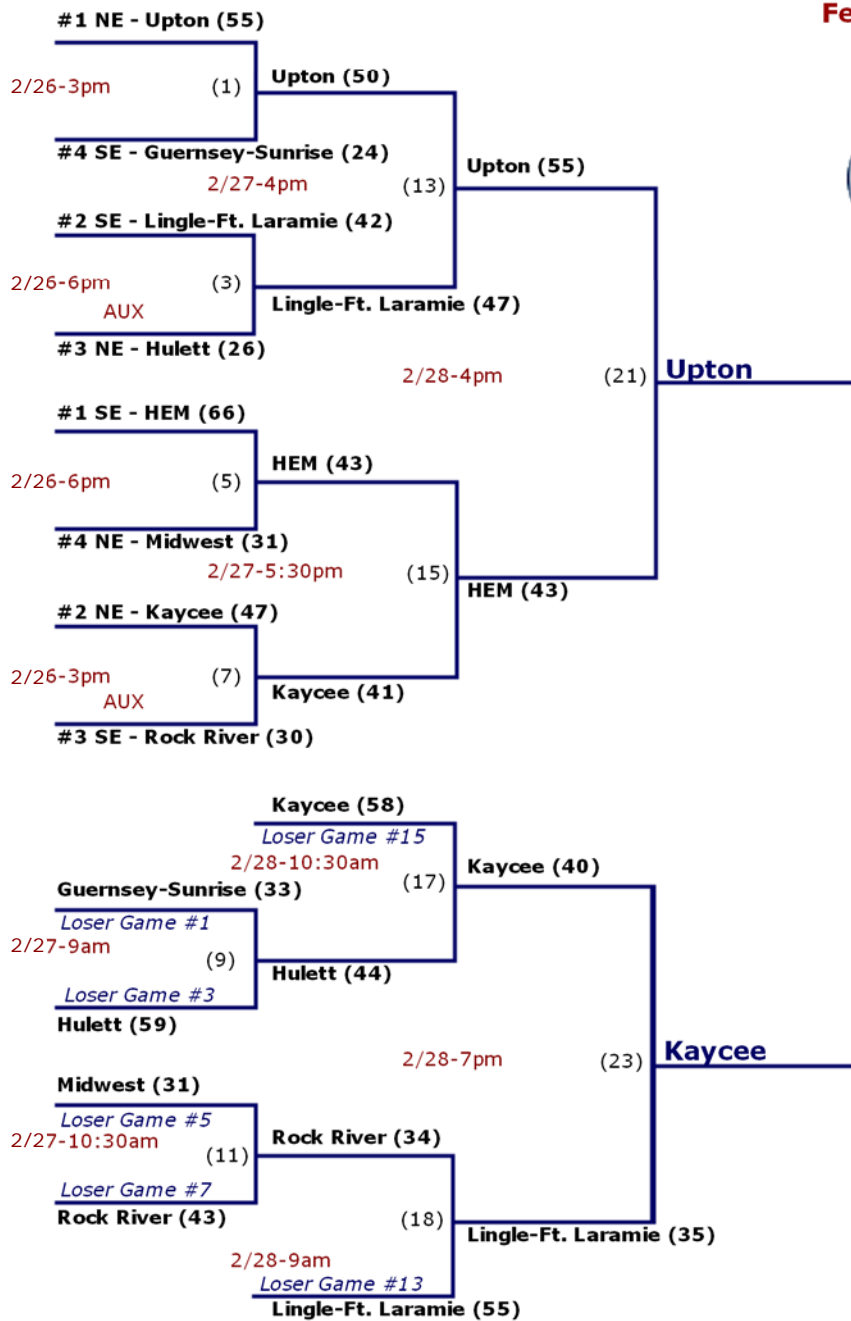 Fe
#1 NE - Upton (55)
2/26-3pm
(1)
Upton (50)
#4 SE - Guernsey-Sunrise (24)
2/27-4pm
(13)
Upton (55)
#2 SE - Lingle-Ft. Laramie (42)
2/26-6pm
(3)
AUX
Lingle-Ft. Laramie (47)
#3 NE - Hulett (26)
2/28-4pm
(21)
Upton
#1 SE - HEM (66)
2/26-6pm
(5)
HEM (43)
#4 NE - Midwest (31)
2/27-5:30pm
(15)
HEM (43)
#2 NE - Kaycee (47)
2/26-3pm
(7)
AUX
Kaycee (41)
#3 SE - Rock River (30)
Kaycee (58)
Loser Game #15
2/28-10:30am
(17)
Kaycee (40)
Guernsey-Sunrise (33)
Loser Game #1
2/27-9am
(9)
Hulett (44)
Loser Game #3
Hulett (59)
2/28-7pm
(23)
Kaycee
Midwest (31)
Loser Game #5
2/27-10:30am
(11)
Rock River (34)
Loser Game #7
Rock River (43)
(18)
Lingle-Ft. Laramie (35)
2/28-9am
Loser Game #13
Lingle-Ft. Laramie (55)